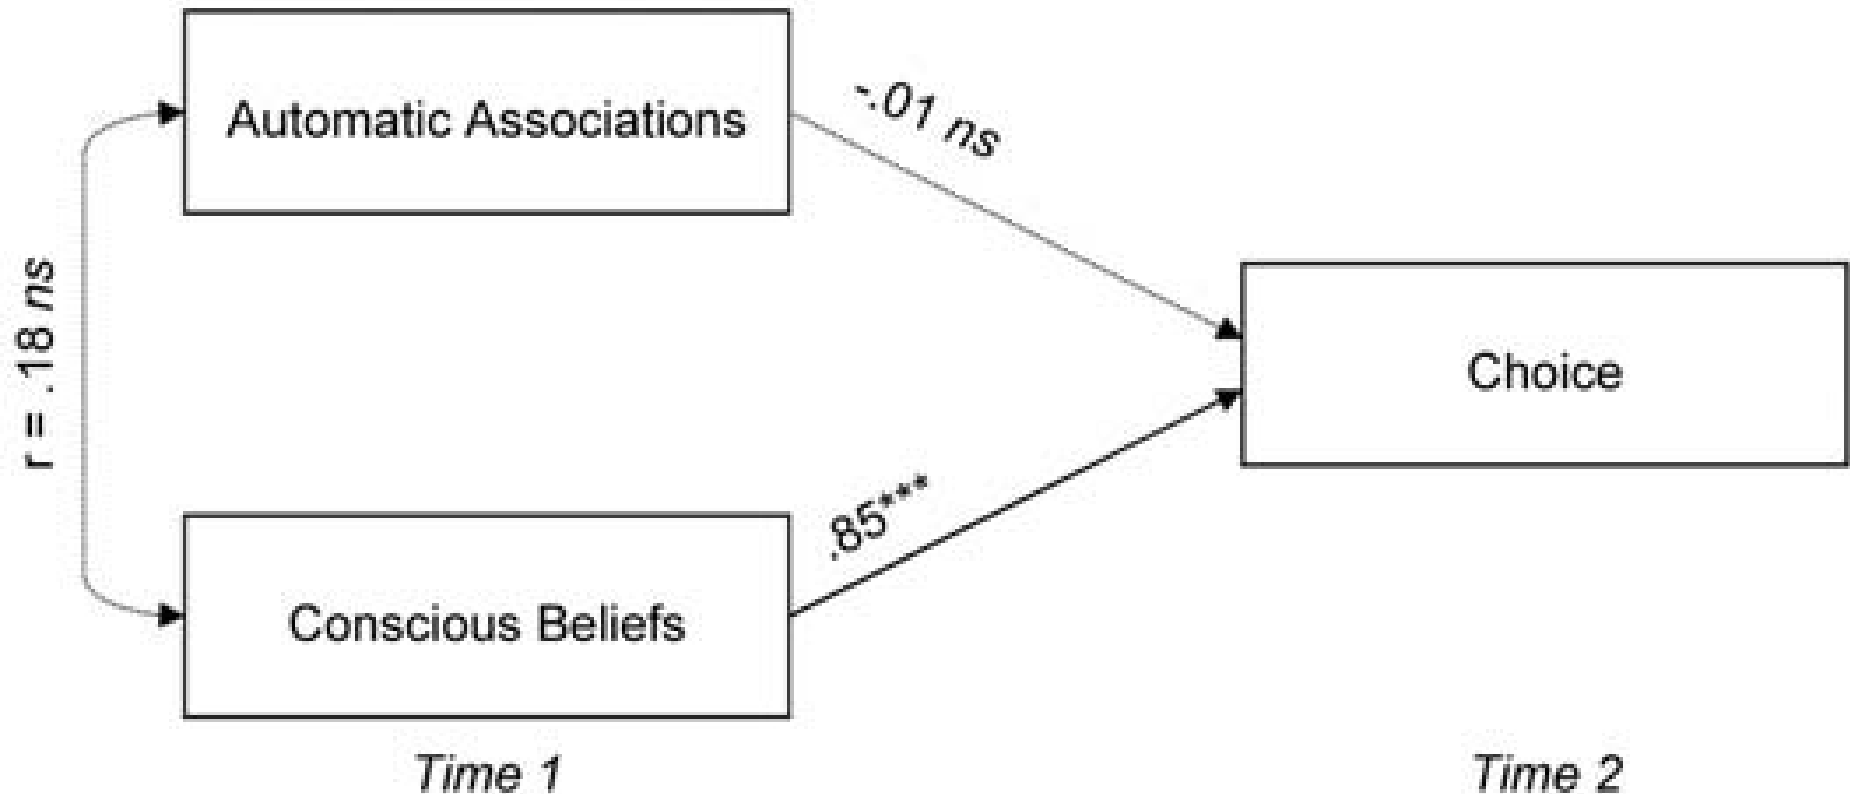 Automatic Associations
-.01 ns
r = .18 ns
Choice
.85***
Conscious Beliefs
Time 1
Time 2